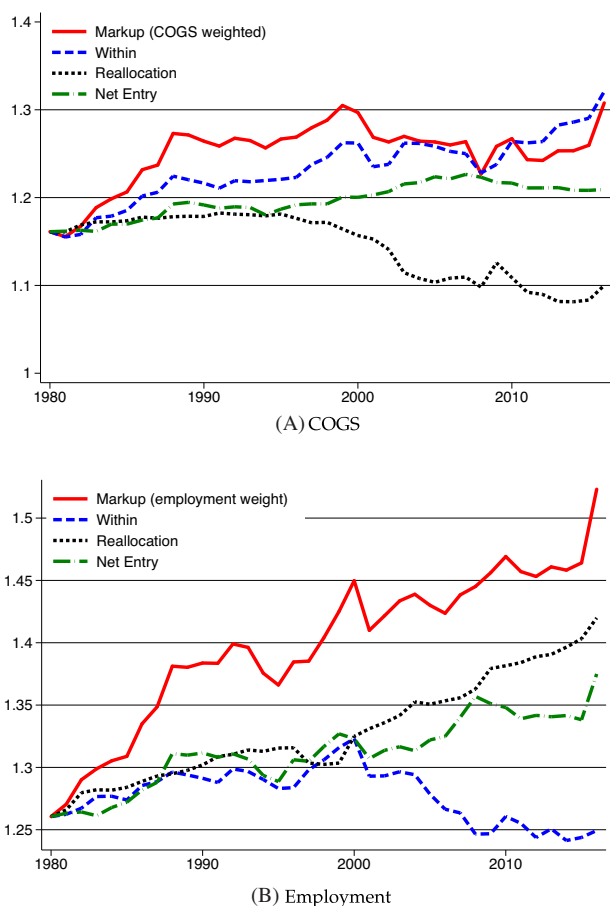 1.4
Markup (COGS weighted)
Within
Reallocation
Net Entry
1.3
1.2
1.1
1
1980
1990
2000
2010
(A) COGS
Markup (employment weight)
Within
Reallocation
Net Entry
1.5
1.45
1.4
1.35
1.3
1.25
1980
1990
2000
2010
(B) Employment